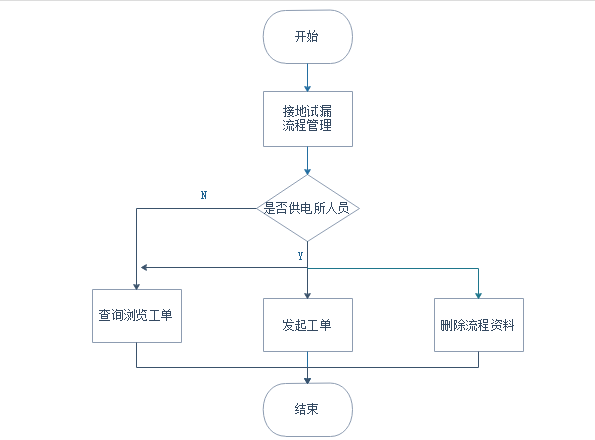 开始
接地试漏
流程管理
N
是否供电所人员
Y
查询浏览工单
发起工单
删除流程资料
结束